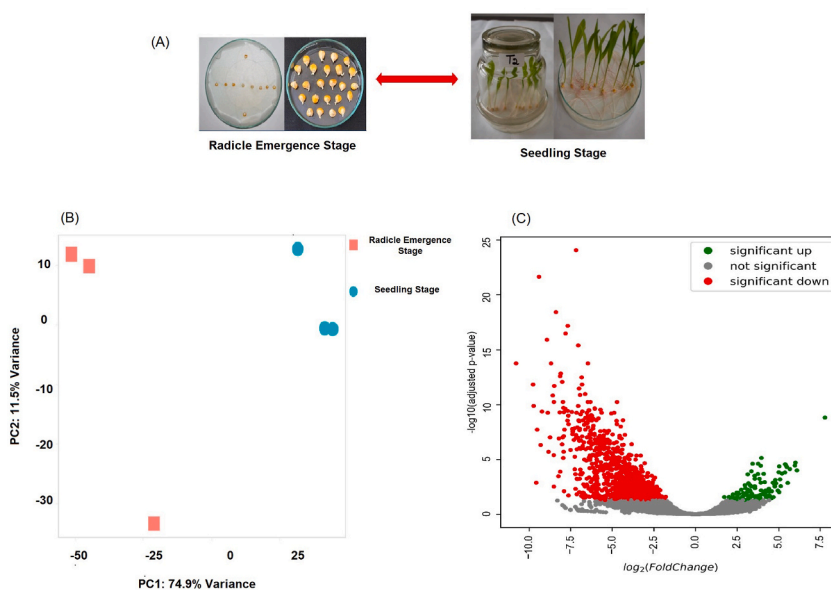 (A)
T2
Radicle Emergence Stage
Seedling Stage
(B)
Radicle Emergence
Stage
Seedling Stage
10
0
-10
-20
-30
-50
-25
0
25
PC2: 11.5% Variance
PC1: 74.9% Variance
(C)
significant up
not significant
significant down
25
20
15
10
5
0
-10.0
-7.5
-5.0
-2.5
0.0
2.5
5.0
7.5
-log10(adjusted p-value)
log2(FoldChange)